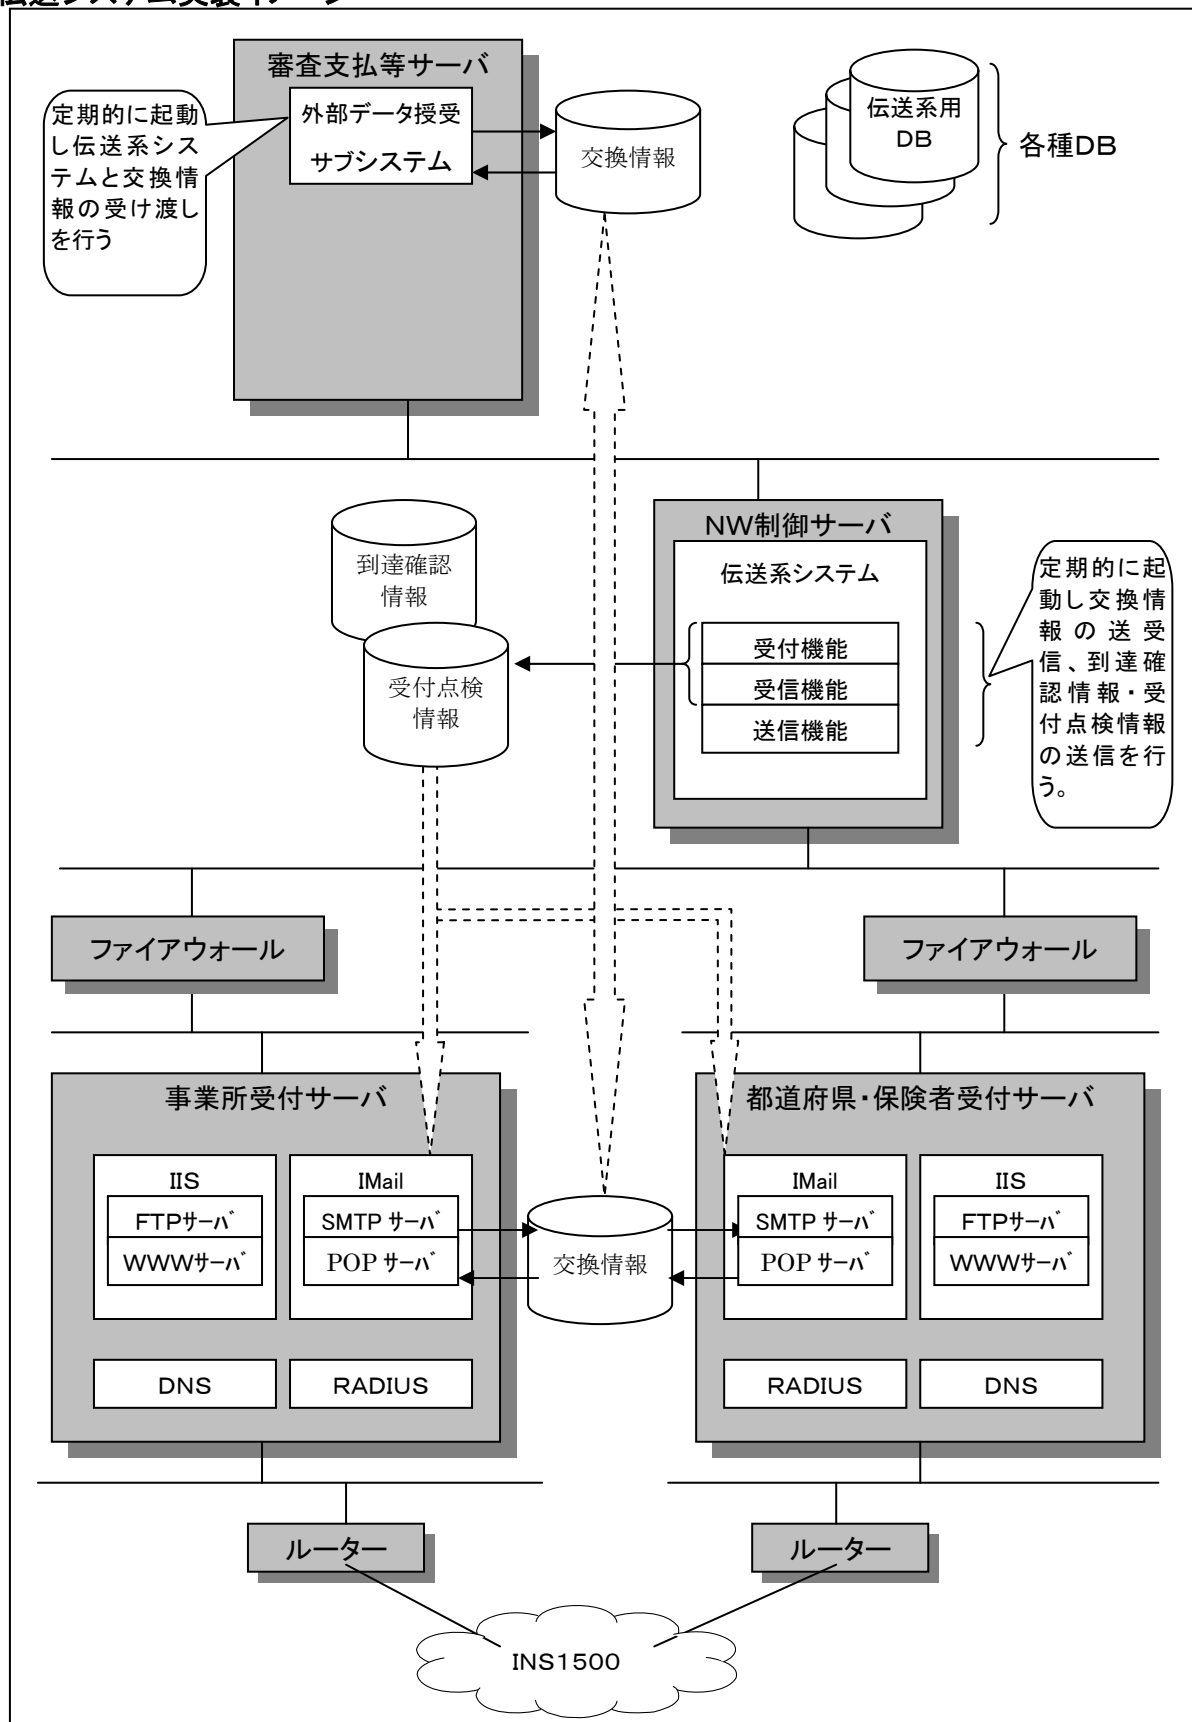 審査支払等サーバ
外部データ授受
サブシステム
定期的に起動
し伝送系シス
テムと交換情
報の受け渡し
を行う
交換情報
伝送系用
DB
各種DB
到達確認
情報
受付点検
情報
NW制御サーバ
伝送系システム
受付機能
受信機能
送信機能
定期的に起
動し交換情
報の送受
信、到達確
認情報・受
付点検情報
の送信を行
う。
ファイアウォール
ファイアウォール
事業所受付サーバ
IIS
FTPサーバ
WWWサーバ
IMail
SMTP サーバ
POP サーバ
DNS
RADIUS
交換情報
都道府県・保険者受付サーバ
IMail
SMTP サーバ
POP サーバ
IIS
FTPサーバ
WWWサーバ
RADIUS
DNS
ルーター
ルーター
INS1500